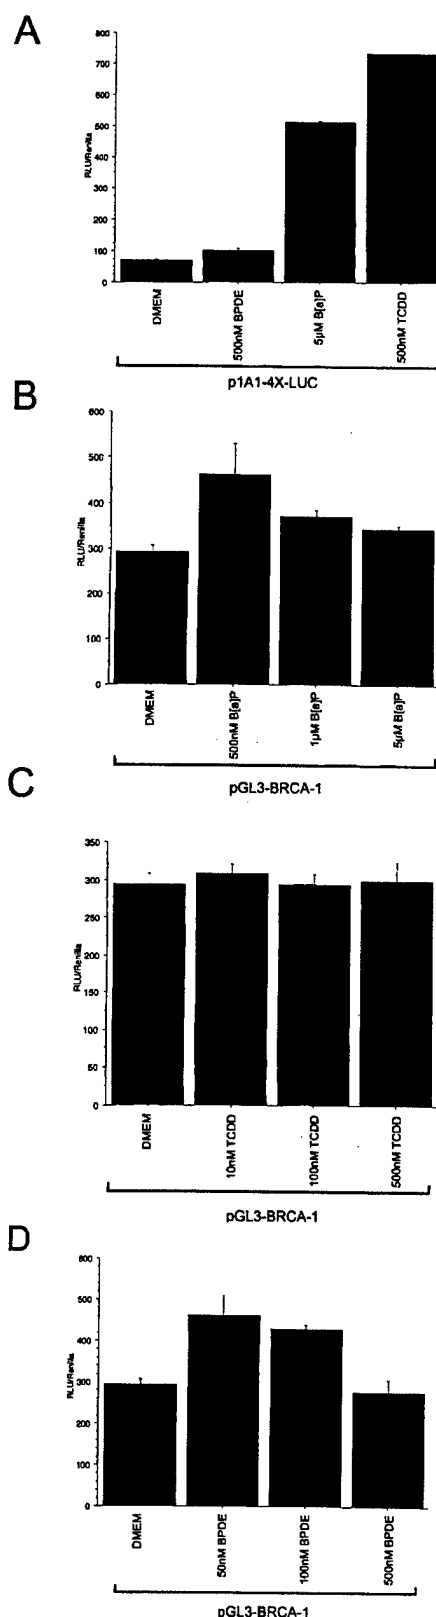 A
800
700
600
500
400
300
200
100
0
RLU/Renilla
DMEM
500nM BPDE
5µM B[a]P
500nM TCDD
p1A1-4X-LUC
B
600
500
400
300
200
100
0
RLU/Renilla
DMEM
500nM B[a]P
1µM B[a]P
5µM B[a]P
pGL3-BRCA-1
C
350
300
250
200
150
100
50
0
RLU/Renilla
DMEM
10nM TCDD
100nM TCDD
500nM TCDD
pGL3-BRCA-1
D
600
500
400
300
200
100
0
RLU/Renilla
DMEM
50nM BPDE
100nM BPDE
500nM BPDE
pGL3-BRCA-1